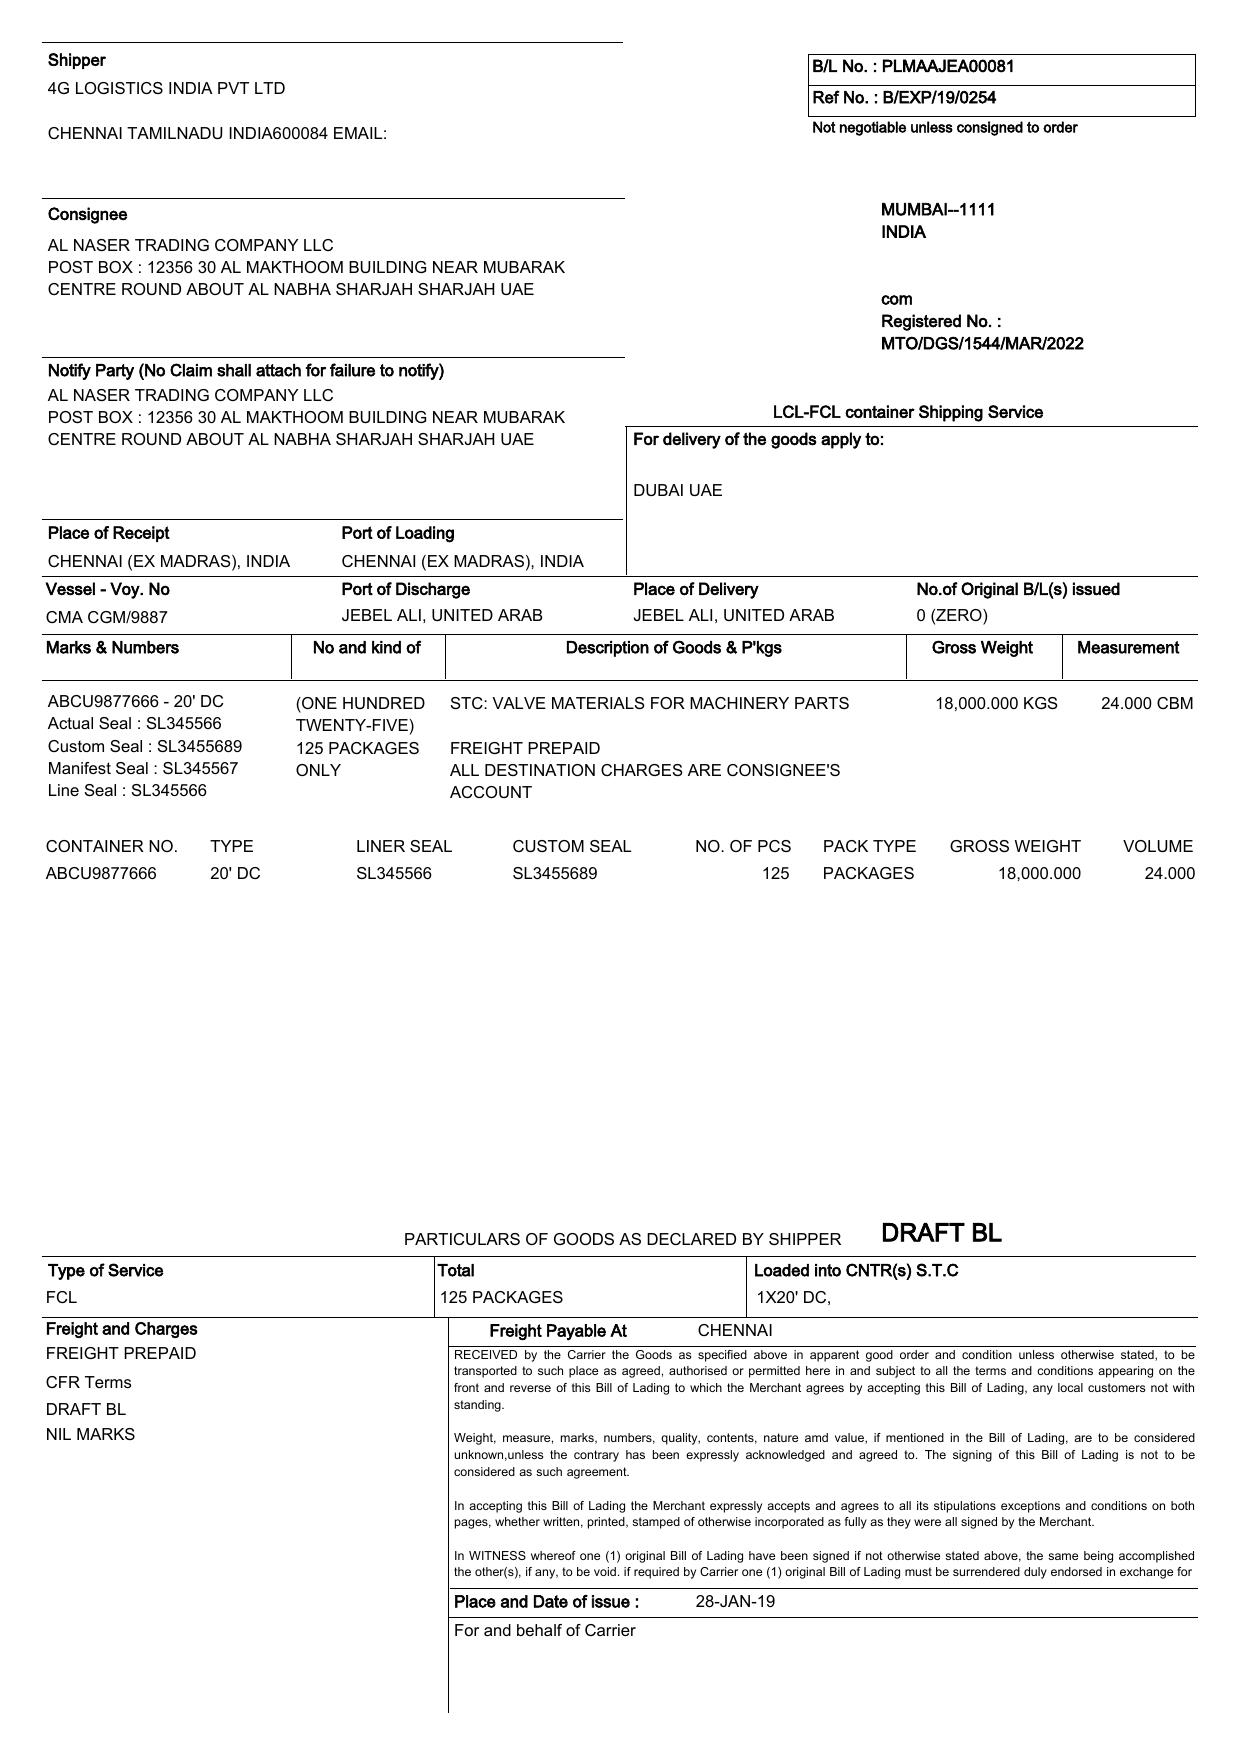 Shipper
4G LOGISTICS INDIA PVT LTD
CHENNAI TAMILNADU INDIA600084 EMAIL:
B/L No. : PLMAAJEA00081
Ref No. : B/EXP/19/0254
Not negotiable unless consigned to order
Consignee
AL NASER TRADING COMPANY LLC
POST BOX : 12356 30 AL MAKTHOOM BUILDING NEAR MUBARAK
CENTRE ROUND ABOUT AL NABHA SHARJAH SHARJAH UAE
MUMBAI--1111
INDIA
com
Registered No. :
MTO/DGS/1544/MAR/2022
Notify Party (No Claim shall attach for failure to notify)
AL NASER TRADING COMPANY LLC
POST BOX : 12356 30 AL MAKTHOOM BUILDING NEAR MUBARAK
CENTRE ROUND ABOUT AL NABHA SHARJAH SHARJAH UAE
LCL-FCL container Shipping Service
For delivery of the goods apply to:
DUBAI UAE
Place of Receipt Port of Loading
CHENNAI (EX MADRAS), INDIA CHENNAI (EX MADRAS), INDIA
Vessel - Voy. No Port of Discharge Place of Delivery No.of Original B/L(s) issued
CMA CGM/9887 JEBEL ALI, UNITED ARAB JEBEL ALI, UNITED ARAB 0 (ZERO)
Marks & Numbers No and kind of Description of Goods & P'kgs Gross Weight Measurement
ABCU9877666 - 20' DC (ONE HUNDRED STC: VALVE MATERIALS FOR MACHINERY PARTS 18,000.000 KGS 24.000 CBM
Actual Seal : SL345566 TWENTY-FIVE)
Custom Seal : SL3455689 125 PACKAGES FREIGHT PREPAID
Manifest Seal : SL345567 ONLY ALL DESTINATION CHARGES ARE CONSIGNEE'S
Line Seal : SL345566 ACCOUNT
CONTAINER NO. TYPE LINER SEAL CUSTOM SEAL NO. OF PCS PACK TYPE GROSS WEIGHT VOLUME
ABCU9877666 20' DC SL345566 SL3455689 125 PACKAGES 18,000.000 24.000
PARTICULARS OF GOODS AS DECLARED BY SHIPPER DRAFT BL
Type of Service Total Loaded into CNTR(s) S.T.C
FCL 125 PACKAGES 1X20' DC,
Freight and Charges
FREIGHT PREPAID
CFR Terms
DRAFT BL
NIL MARKS
Freight Payable At CHENNAI
RECEIVED by the Carrier the Goods as specified above in apparent good order and condition unless otherwise stated, to be
transported to such place as agreed, authorised or permitted here in and subject to all the terms and conditions appearing on the
front and reverse of this Bill of Lading to which the Merchant agrees by accepting this Bill of Lading, any local customers not with
standing.
Weight, measure, marks, numbers, quality, contents, nature amd value, if mentioned in the Bill of Lading, are to be considered
unknown,unless the contrary has been expressly acknowledged and agreed to. The signing of this Bill of Lading is not to be
considered as such agreement.
In accepting this Bill of Lading the Merchant expressly accepts and agrees to all its stipulations exceptions and conditions on both
pages, whether written, printed, stamped of otherwise incorporated as fully as they were all signed by the Merchant.
In WITNESS whereof one (1) original Bill of Lading have been signed if not otherwise stated above, the same being accomplished
the other(s), if any, to be void. if required by Carrier one (1) original Bill of Lading must be surrendered duly endorsed in exchange for
Place and Date of issue : 28-JAN-19
For and behalf of Carrier